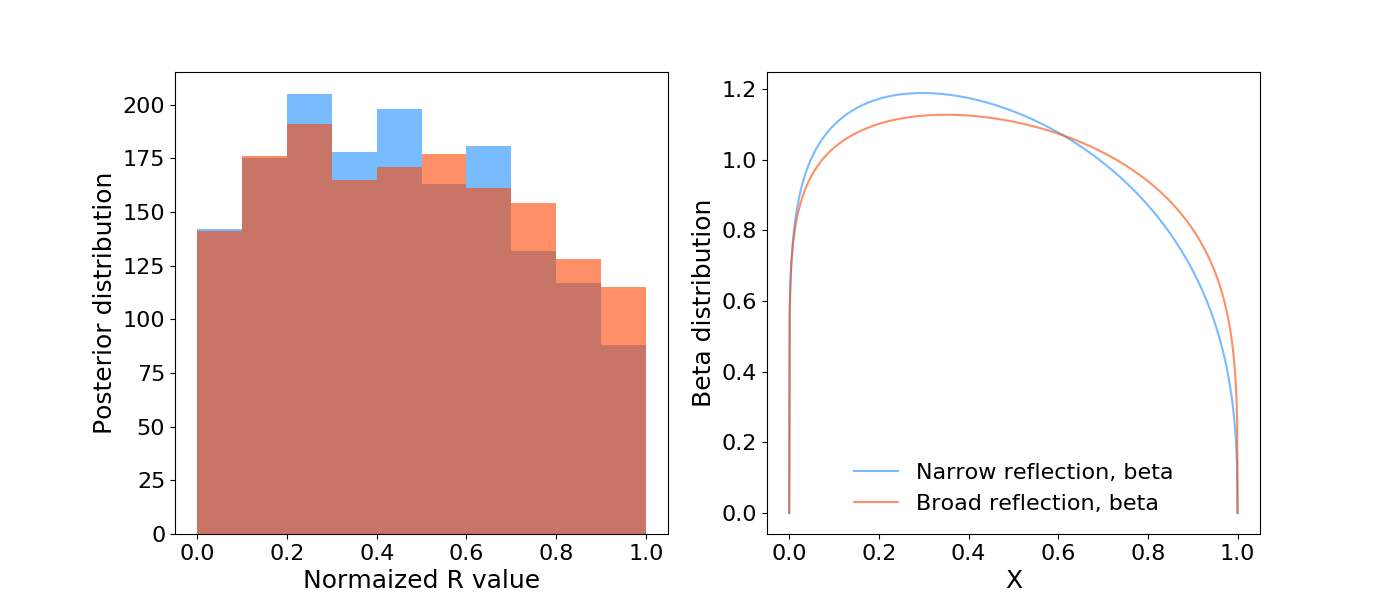 Posterior distribution
200
175
150
125
100
75
50
25
0
0.0 0.2 0.4 0.6 0.8 1.0
Normaized R value
Beta distribution
1.2
1.0
0.8
0.6
0.4
0.2
0.0
Narrow reflection, beta
Broad reflection, beta
0.0 0.2 0.4 0.6 0.8 1.0
X